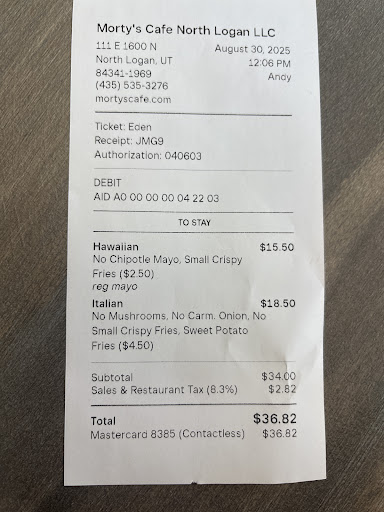 Morty's Cafe North Logan LLC
111 E 1600 N August 30, 2025
North Logan, UT 12:06 PM
84341-1969 Andy
(435) 535-3276
mortyscafe.com
Ticket: Eden
Receipt: JMG9
Authorization: 040603
DEBIT
AID A0 00 00 00 04 22 03
TO STAY
Hawaiian $15.50
No Chipotle Mayo, Small Crispy
Fries ($2.50)
reg mayo
Italian $18.50
No Mushrooms, No Carm. Onion, No
Small Crispy Fries, Sweet Potato
Fries ($4.50)
Subtotal $34.00
Sales & Restaurant Tax (8.3%) $2.82
Total $36.82
Mastercard 8385 (Contactless) $36.82